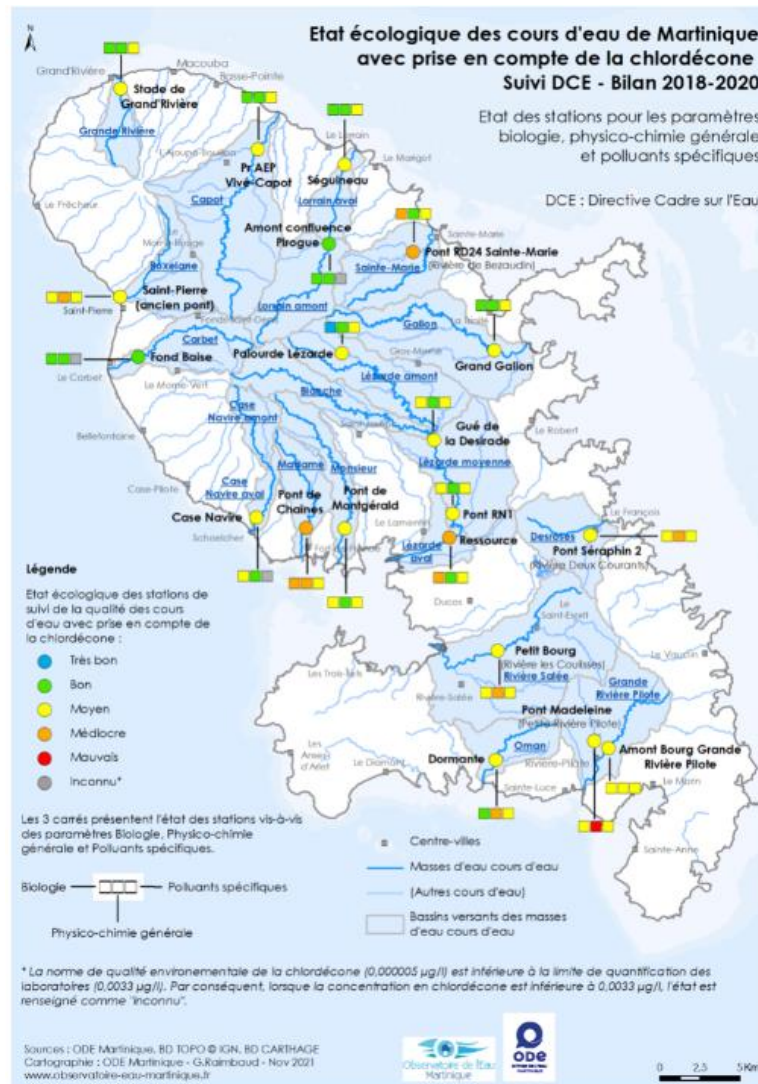 Etat écologique des cours d'eau de Martinique
avec prise en compte de la chlordécone
Suivi DCE - Bilan 2018-2020
Etat des stations pour les paramètres
biologie, physico-chimie générale
et polluants spécifiques
DCE : Directive Cadre sur l'Eau
N
Macouba
Grand'Rivière
Basse-Pointe
Stade de
Grand'Rivière
Grande Rivière
Le Lorrain
L'Ajoupa-Bouillon
Le Marigot
Pr AEP
Vivé-Capot
Séguineau
Capot
Lorrain aval
Le Prêcheur
Amont confluence
Pirogue
Sainte-Marie
Pont RD24 Sainte-Marie
(Rivière de Bezaudin)
Le
Morne-Rouge
Roxelane
Sainte-Marie
Saint-Pierre
(ancien pont)
Saint-Pierre
Lorrain amont
Fonds-Saint-Denis
Galion
La Trinité
Carbet
Fond Baise
Palourde Lézarde
Gros-Morne
Grand Galion
Le Carbet
Le Morne-Vert
Lézarde amont
Blanche
Case
Navire amont
Gué de
la Desirade
Bellefontaine
Le Robert
Madame
Monsieur
Lézarde moyenne
Case-Pilote
Case
Navire aval
Pont de
Chaines
Pont de
Montgérald
Pont RN1
Case Navire
Schoelcher
Le Lamentin
Ressource
Le François
Desroses
Lézarde
aval
Pont Séraphin 2
(Rivière Deux Courants)
Ducos
Le
Saint-Esprit
Petit Bourg
(Rivière les Coulisses)
Rivière Salée
Le Vauclin
Les Trois-Ilets
Rivière-Salée
Grande
Rivière Pilote
Pont Madeleine
(Petite Rivière Pilote)
Les
Anses
d'Arlet
Le Diamant
Dormante
Oman
Rivière-Pilote
Amont Bourg Grande
Rivière Pilote
Sainte-Luce
Le Marin
Sainte-Anne
Légende
Etat écologique des stations de
suivi de la qualité des cours
d'eau avec prise en compte de
la chlordécone :
Très bon
Bon
Moyen
Médiocre
Mauvais
Inconnu*
Les 3 carrés présentent l'état des stations vis-à-vis
des paramètres Biologie, Physico-chimie
générale et Polluants spécifiques.
Biologie
Polluants spécifiques
Physico-chimie générale
Centre-villes
Masses d'eau cours d'eau
(Autres cours d'eau)
Bassins versants des masses
d'eau cours d'eau
* La norme de qualité environementale de la chlordécone (0,000005 µg/l) est inférieure à la limite de quantification des
laboratoires (0,0033 µg/l). Par conséquent, lorsque la concentration en chlordécone est inférieure à 0,0033 µg/l, l'état est
renseigné comme "inconnu".
Sources : ODE Martinique, BD TOPO © IGN, BD CARTHAGE
Cartographie : ODE Martinique - G.Raimbaud - Nov 2021
www.observatoire-eau-martinique.fr
Observatoire de l'Eau
Martinique
ODE
0 2,5 5 Km